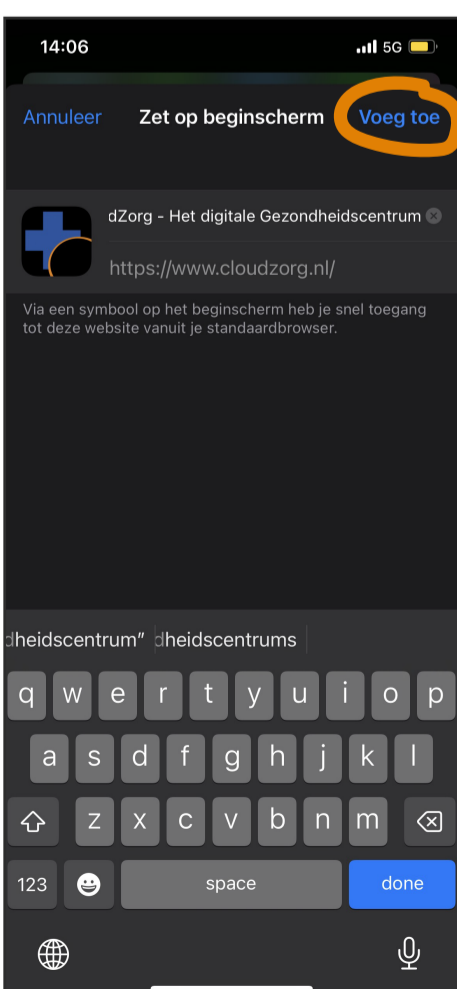 14:06
5G
Annuleer Zet op beginscherm Voeg toe
dZorg - Het digitale Gezondheidscentrum
https://www.cloudzorg.nl/
Via een symbool op het beginscherm heb je snel toegang
tot deze website vanuit je standaardbrowser.
dheidscentrum" dheidscentrums
q w e r t y u i o p
a s d f g h j k l
z x c v b n m
123 space done